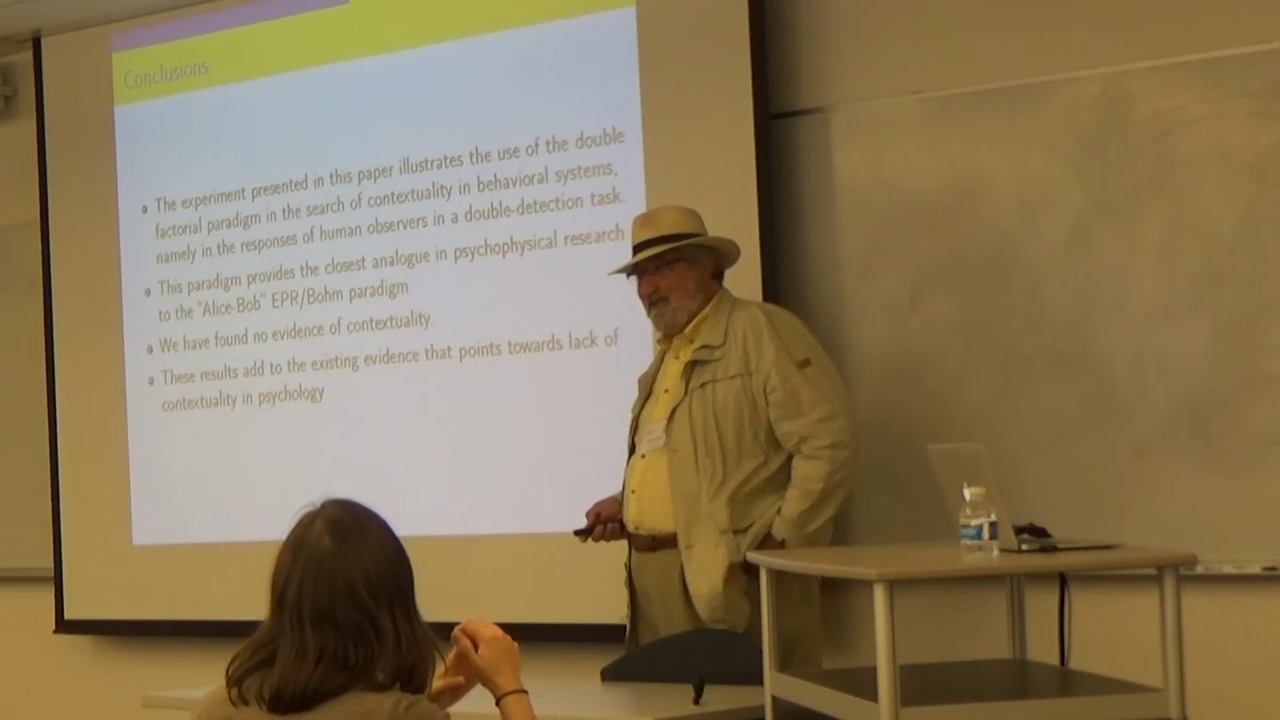 Conclusions
The experiment presented in this paper illustrates the use of the double
factorial paradigm in the search of contextuality in behavioral systems,
namely in the responses of human observers in a double-detection task.
This paradigm provides the closest analogue in psychophysical research
to the "Alice-Bob" EPR/Bohm paradigm.
We have found no evidence of contextuality.
These results add to the existing evidence that points towards lack of
contextuality in psychology